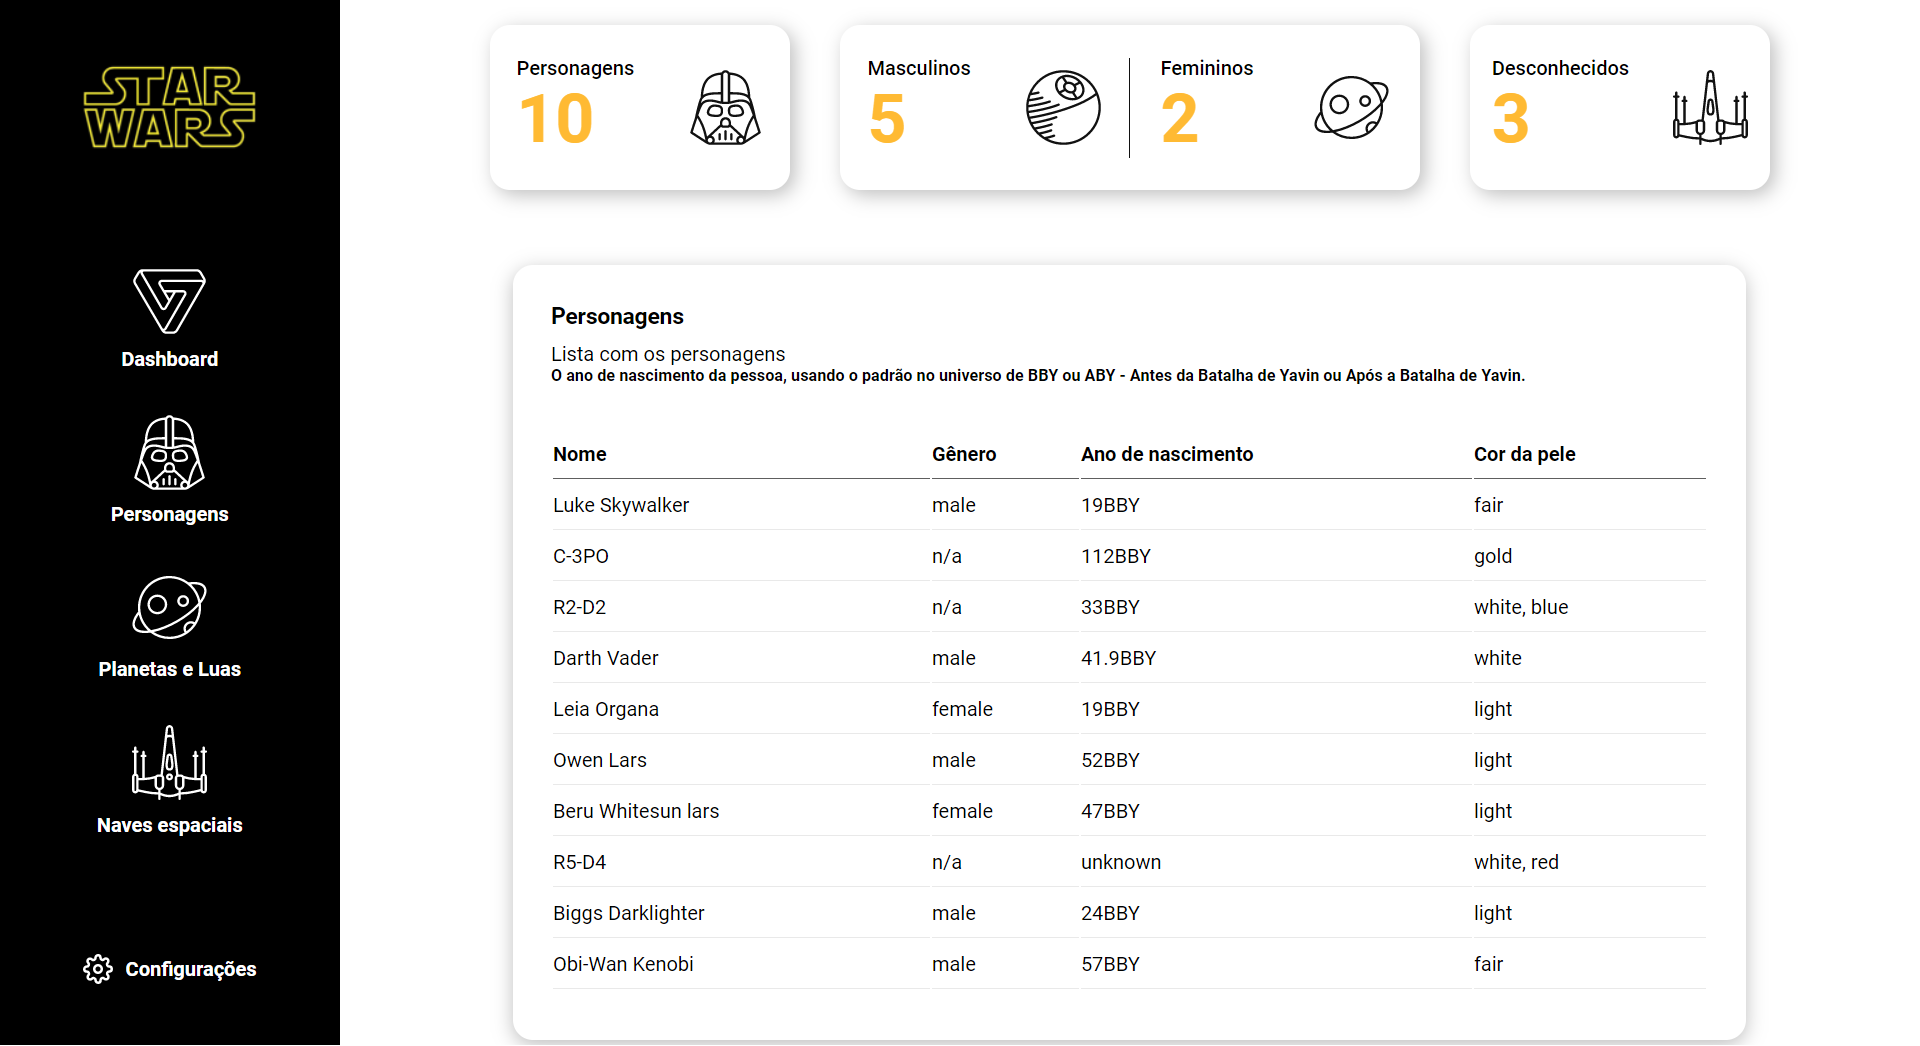 STAR
WARS
Dashboard
Personagens
Planetas e Luas
Naves espaciais
Configurações
Personagens
10
Masculinos
5
Femininos
2
Desconhecidos
3
Personagens
Lista com os personagens
O ano de nascimento da pessoa, usando o padrão no universo de BBY ou ABY - Antes da Batalha de Yavin ou Após a Batalha de Yavin.
Nome Gênero Ano de nascimento Cor da pele
Luke Skywalker male 19BBY fair
C-3PO n/a 112BBY gold
R2-D2 n/a 33BBY white, blue
Darth Vader male 41.9BBY white
Leia Organa female 19BBY light
Owen Lars male 52BBY light
Beru Whitesun lars female 47BBY light
R5-D4 n/a unknown white, red
Biggs Darklighter male 24BBY light
Obi-Wan Kenobi male 57BBY fair